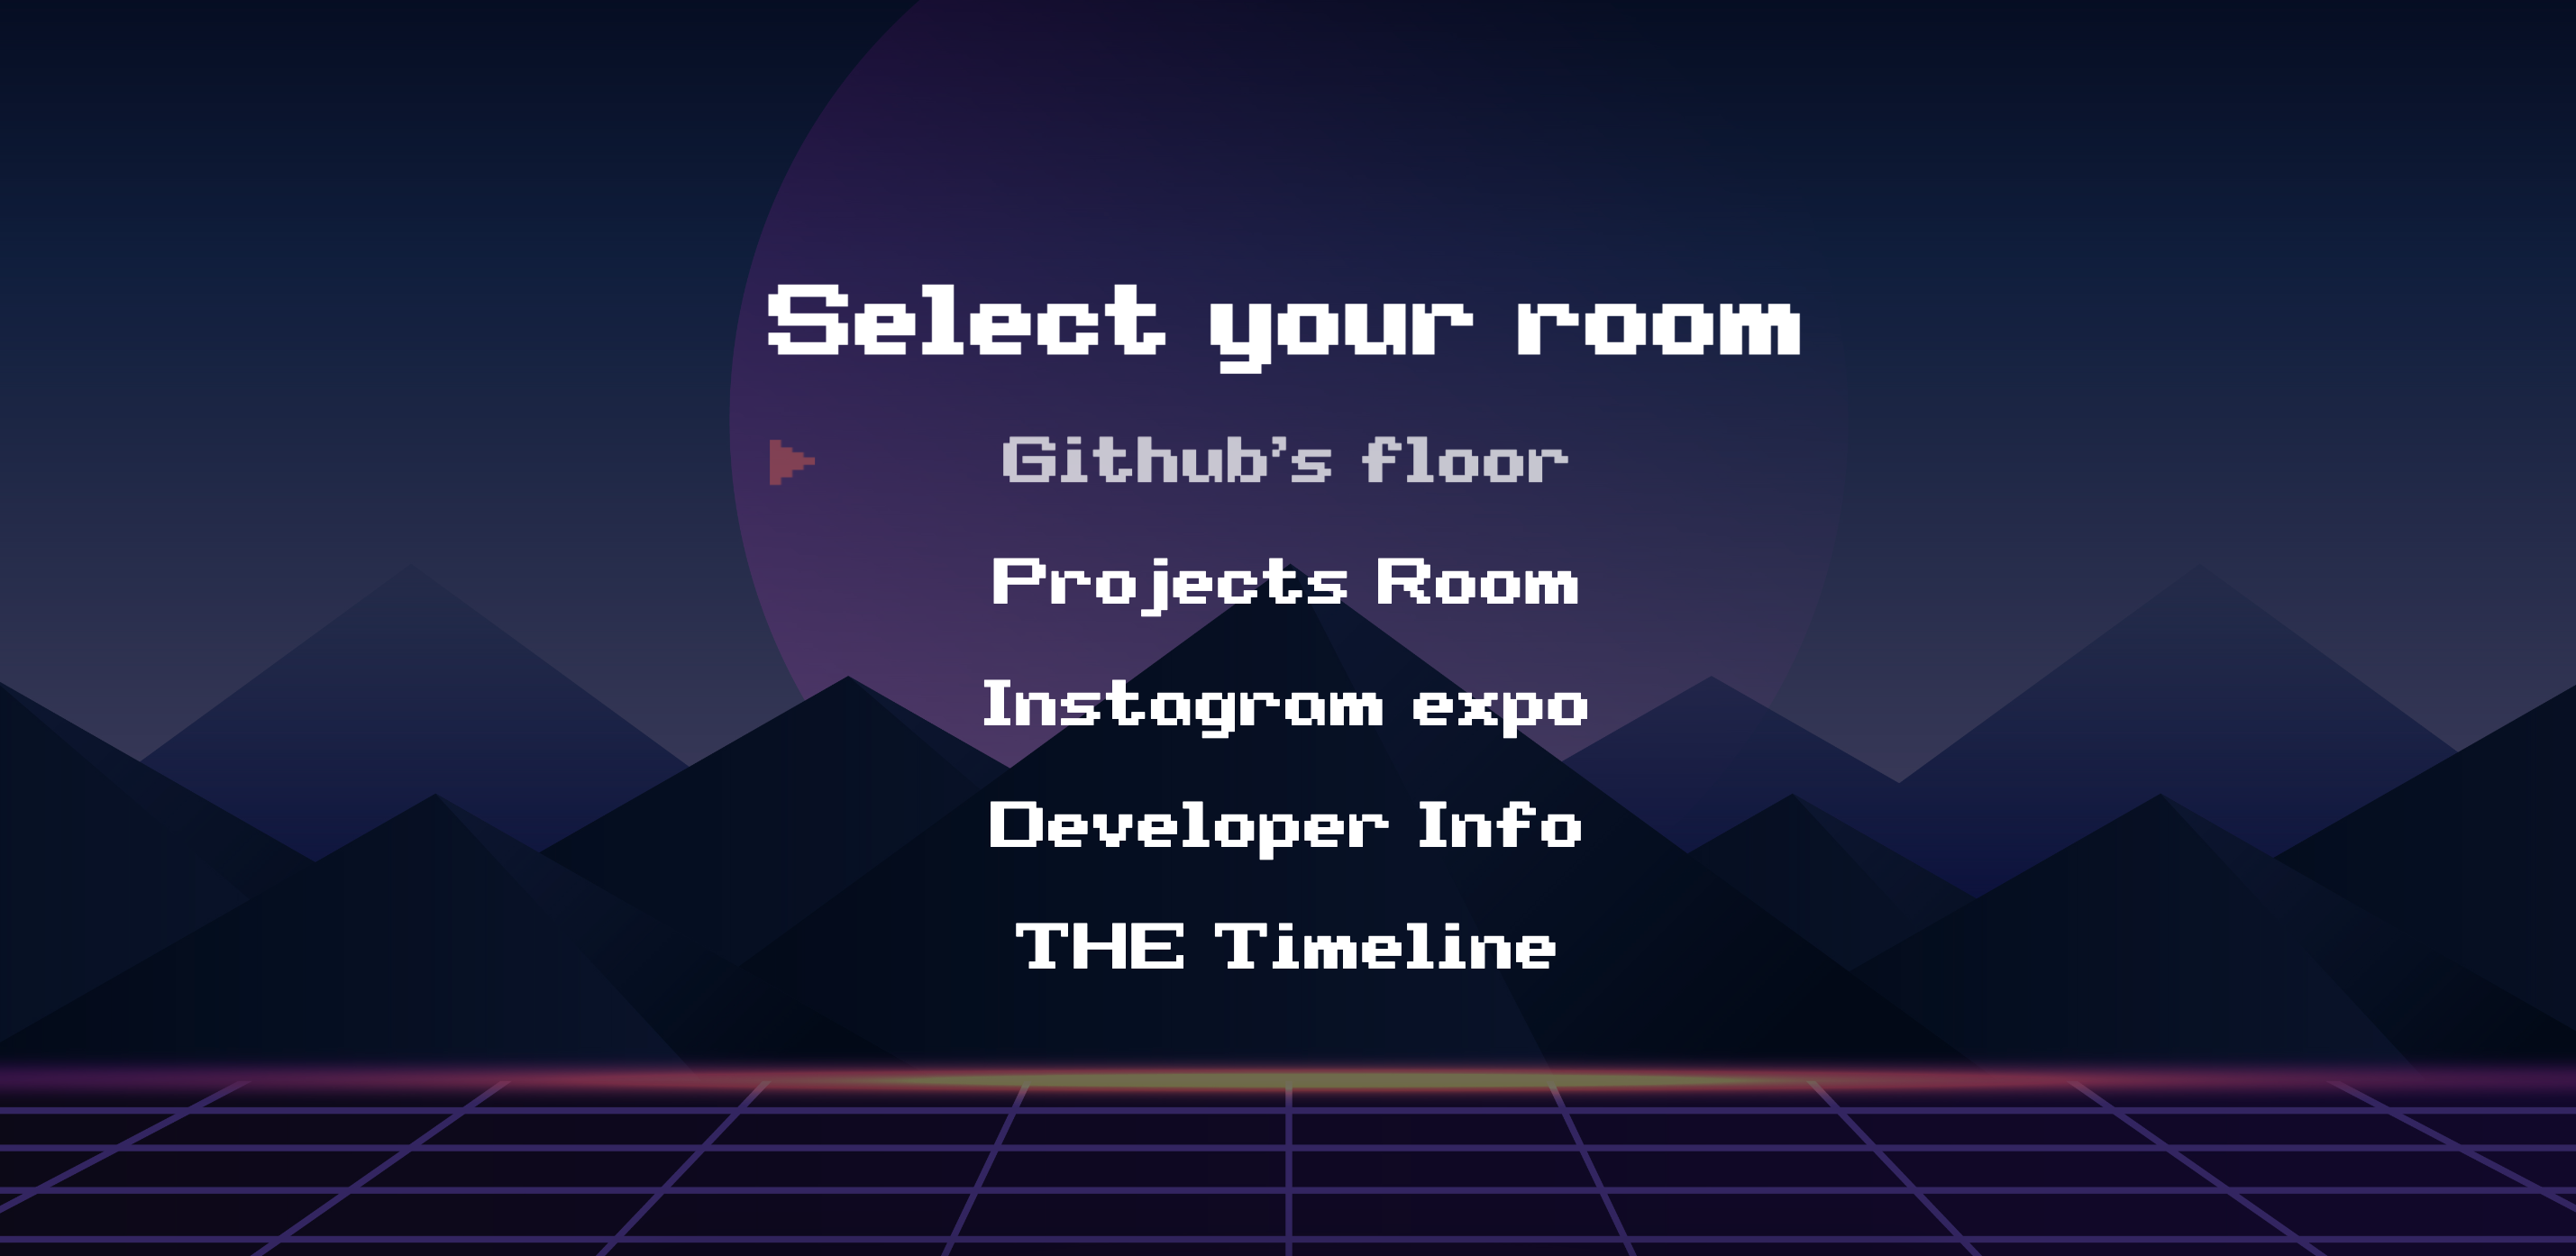 Select your room
Github's floor
Projects Room
Instagram expo
Developer Info
THE Timeline